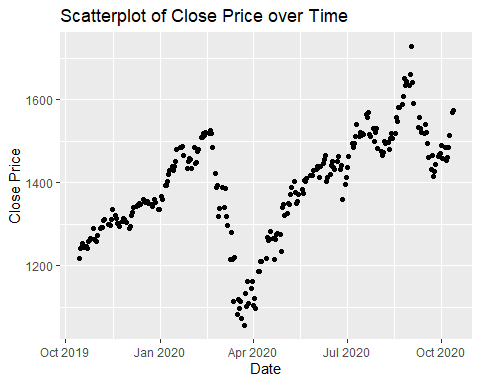 Scatterplot of Close Price over Time
Close Price
1600
1400
1200
Oct 2019 Jan 2020 Apr 2020 Jul 2020 Oct 2020
Date